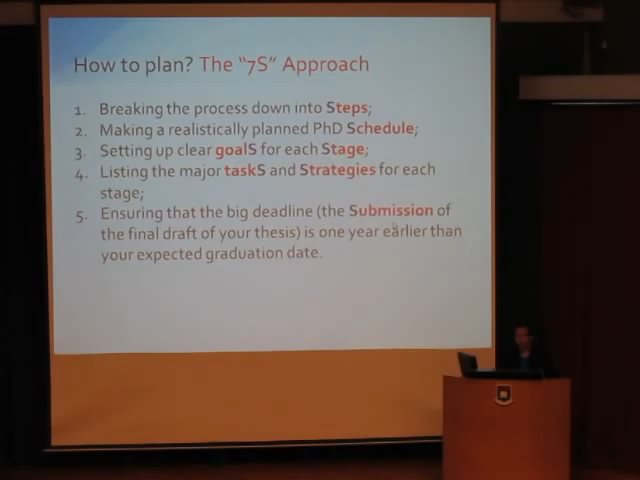 How to plan? The "7S" Approach
1. Breaking the process down into Steps;
2. Making a realistically planned PhD Schedule;
3. Setting up clear goalS for each Stage;
4. Listing the major taskS and Strategies for each
stage;
5. Ensuring that the big deadline (the Submission of
the final draft of your thesis) is one year earlier than
your expected graduation date.